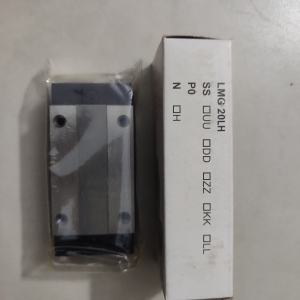 LMG 20LH
SS □UU □DD □ZZ □KK □LL
P0
N □H